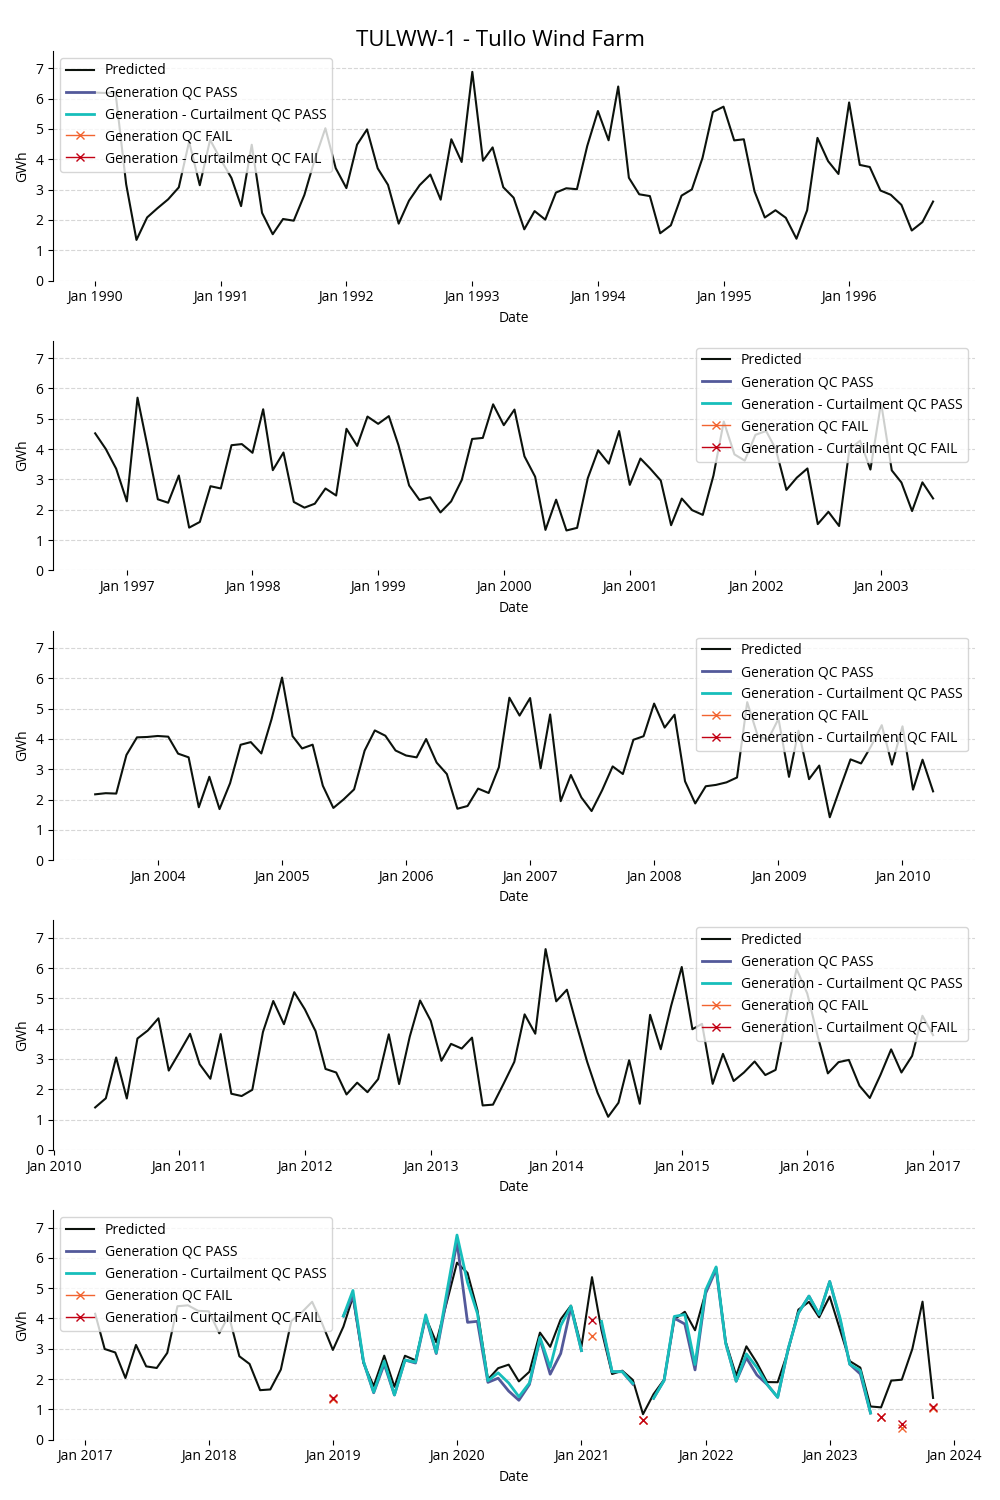 TULWW-1 - Tullo Wind Farm
7
6
5
4
3
2
1
0
GWh
Predicted
Generation QC PASS
Generation - Curtailment QC PASS
Generation QC FAIL
Generation - Curtailment QC FAIL
Jan 1990 Jan 1991 Jan 1992 Jan 1993 Jan 1994 Jan 1995 Jan 1996
Date
7
6
5
4
3
2
1
0
GWh
Predicted
Generation QC PASS
Generation - Curtailment QC PASS
Generation QC FAIL
Generation - Curtailment QC FAIL
Jan 1997 Jan 1998 Jan 1999 Jan 2000 Jan 2001 Jan 2002 Jan 2003
Date
7
6
5
4
3
2
1
0
GWh
Predicted
Generation QC PASS
Generation - Curtailment QC PASS
Generation QC FAIL
Generation - Curtailment QC FAIL
Jan 2004 Jan 2005 Jan 2006 Jan 2007 Jan 2008 Jan 2009 Jan 2010
Date
7
6
5
4
3
2
1
0
GWh
Predicted
Generation QC PASS
Generation - Curtailment QC PASS
Generation QC FAIL
Generation - Curtailment QC FAIL
Jan 2010 Jan 2011 Jan 2012 Jan 2013 Jan 2014 Jan 2015 Jan 2016 Jan 2017
Date
7
6
5
4
3
2
1
0
GWh
Predicted
Generation QC PASS
Generation - Curtailment QC PASS
Generation QC FAIL
Generation - Curtailment QC FAIL
Jan 2017 Jan 2018 Jan 2019 Jan 2020 Jan 2021 Jan 2022 Jan 2023 Jan 2024
Date